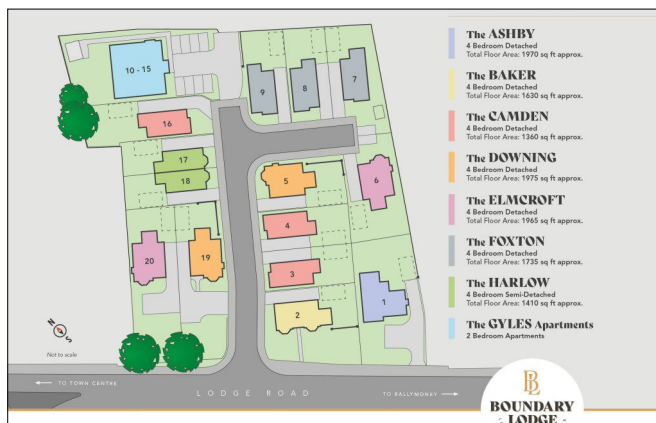 10 - 15
9
8
7
16
17
18
5
6
4
20
19
3
2
1
N
S
Not to scale
TO TOWN CENTRE
LODGE ROAD
TO BALLYMONEY
The ASHBY
4 Bedroom Detached
Total Floor Area: 1970 sq ft approx.
The BAKER
4 Bedroom Detached
Total Floor Area: 1630 sq ft approx.
The CAMDEN
4 Bedroom Detached
Total Floor Area: 1360 sq ft approx.
The DOWNING
4 Bedroom Detached
Total Floor Area: 1975 sq ft approx.
The ELMCROFT
4 Bedroom Detached
Total Floor Area: 1965 sq ft approx.
The FOXTON
4 Bedroom Detached
Total Floor Area: 1735 sq ft approx.
The HARLOW
4 Bedroom Semi-Detached
Total Floor Area: 1410 sq ft approx.
The GYLES Apartments
2 Bedroom Apartments
BL
BOUNDARY
- LODGE -